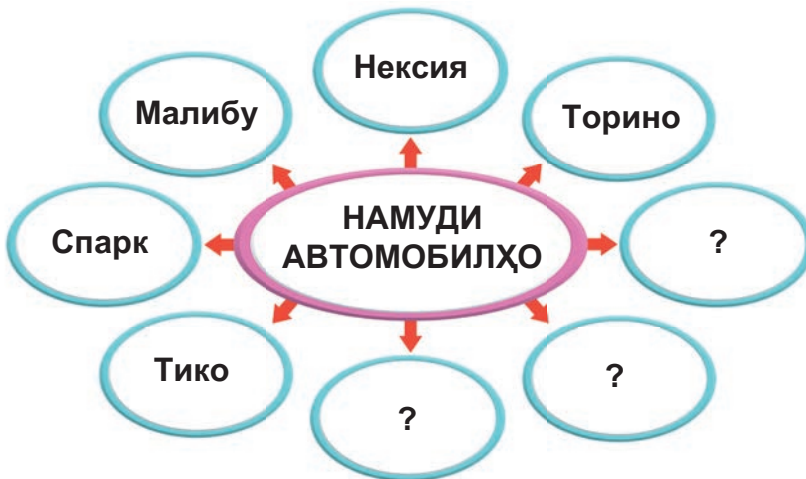 Нексия
Малибу
Торино
НАМУДИ
АВТОМОБИЛҲО
Спарк
?
Тико
?
?